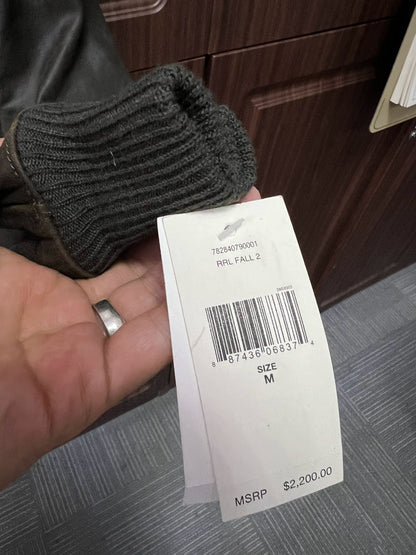 782840790001
RRL FALL 2
8 87436 06837 4
SIZE
M
MSRP $2,200.00